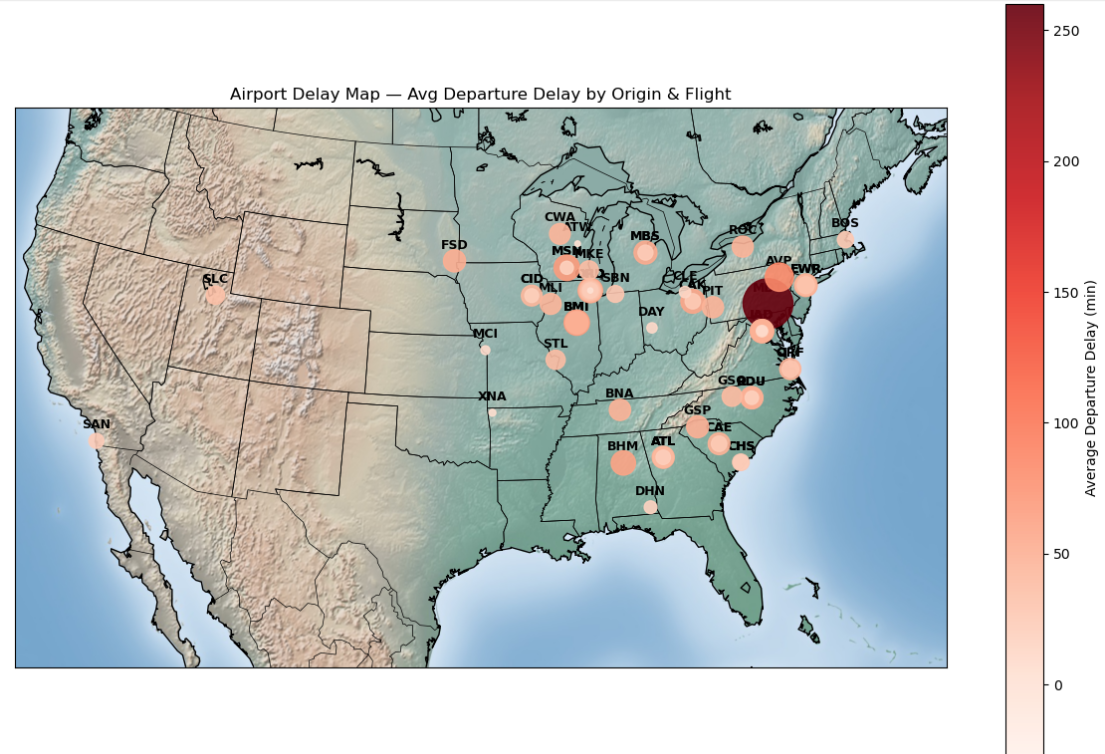 Airport Delay Map — Avg Departure Delay by Origin & Flight
250
200
150
100
50
0
Average Departure Delay (min)
BOS
CWA
ATW
ROC
MBS
FSD
MSN
MKE
AVP
EWR
SLC
CID
MLI
SBN
CLE
CAK
PIT
BMI
DAY
MCI
STL
ORF
XNA
BNA
GSO
RDU
GSP
CAE
SAN
BHM
ATL
CHS
DHN